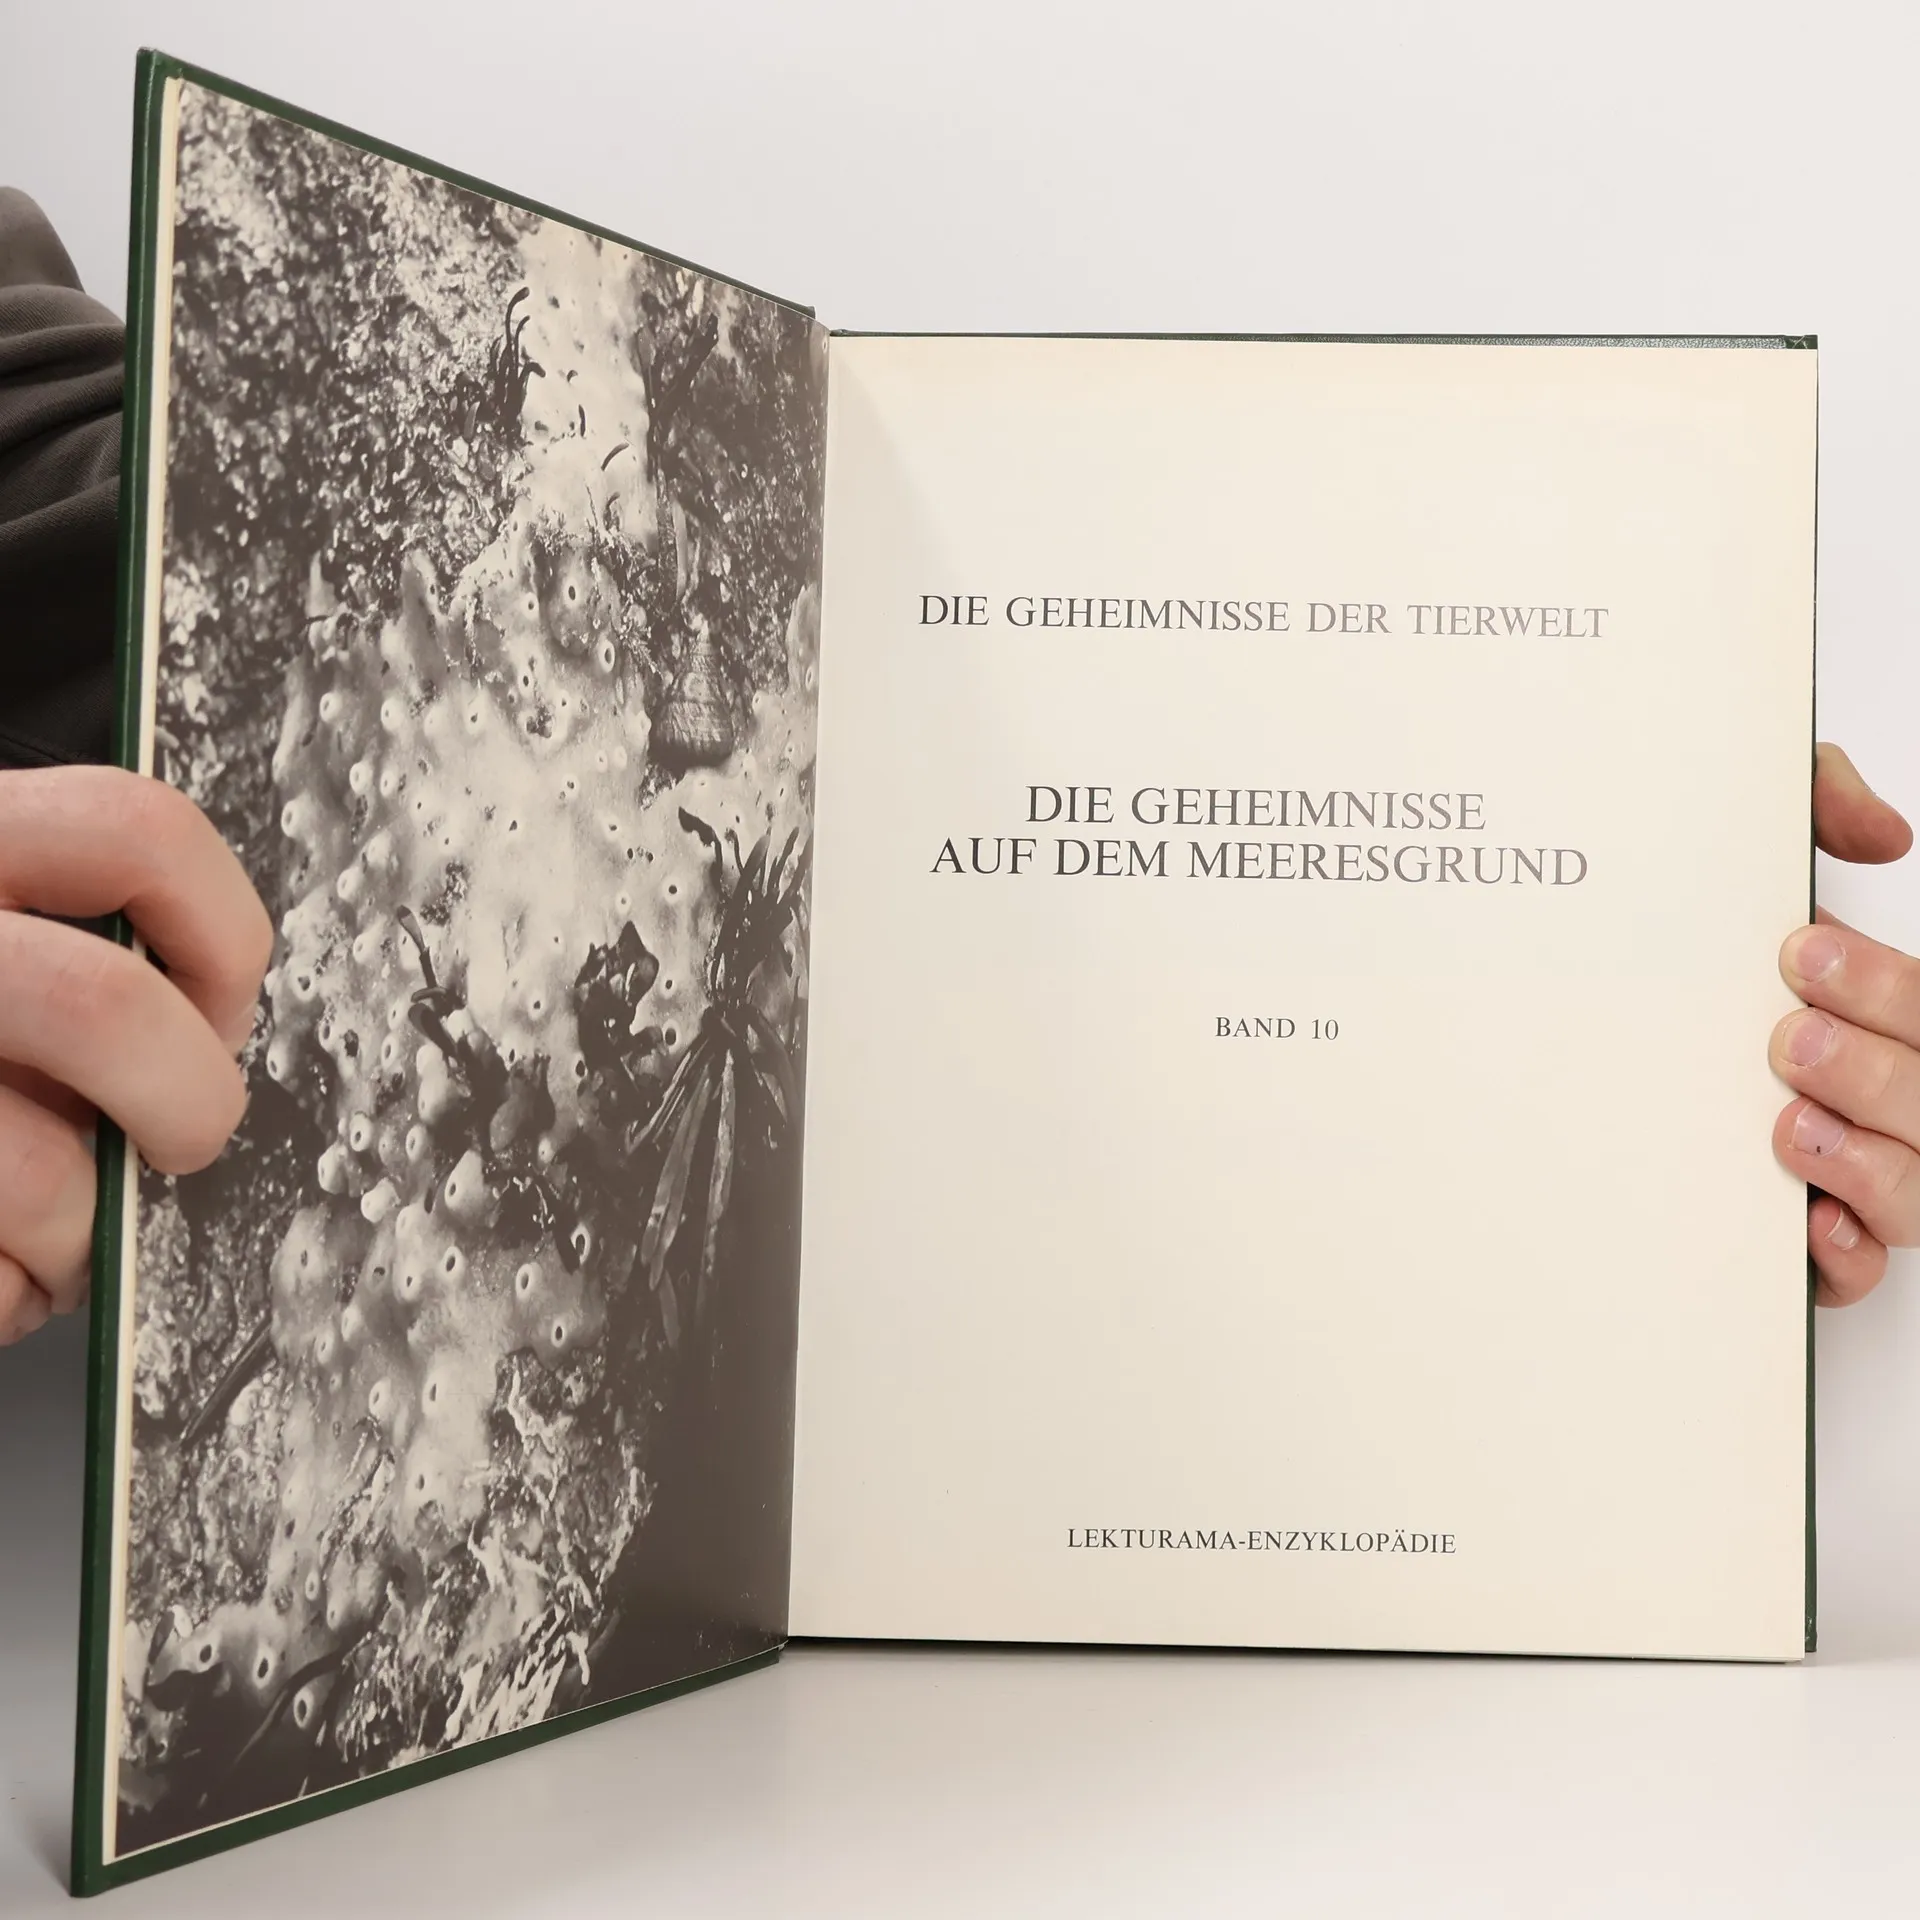 DIE GEHEIMNISSE DER TIERWELT
DIE GEHEIMNISSE
AUF DEM MEERESGRUND
BAND 10
LEKTURAMA-ENZYKLOPÄDIE